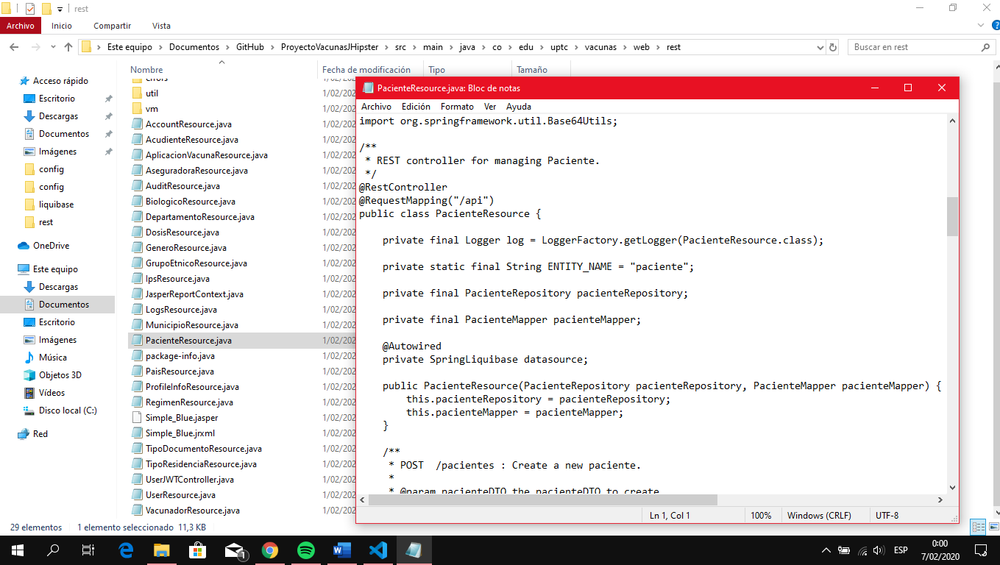 rest
Archivo
Inicio
Compartir
Vista
Este equipo
Documentos
GitHub
ProyectoVacunasJHipster
src
main
java
co
edu
uptc
vacunas
web
rest
Buscar en rest
Acceso rápido
Escritorio
Descargas
Documentos
Imágenes
config
config
liquibase
rest
OneDrive
Este equipo
Descargas
Documentos
Escritorio
Imágenes
Música
Objetos 3D
Vídeos
Disco local (C:)
Red
Nombre
Fecha de modificación
Tipo
Tamaño
errors
util 1/02/202
vm 1/02/202
AccountResource.java 1/02/202
AcudienteResource.java 1/02/202
AplicacionVacunaResource.java 1/02/202
AseguradoraResource.java 1/02/202
AuditResource.java 1/02/202
BiologicoResource.java 1/02/202
DepartamentoResource.java 1/02/202
DosisResource.java 1/02/202
GeneroResource.java 1/02/202
GrupoEtnicoResource.java 1/02/202
IpsResource.java 1/02/202
JasperReportContext.java 1/02/202
LogsResource.java 1/02/202
MunicipioResource.java 1/02/202
PacienteResource.java 1/02/202
package-info.java 1/02/202
PaisResource.java 1/02/202
ProfileInfoResource.java 1/02/202
RegimenResource.java 1/02/202
Simple_Blue.jasper 1/02/202
Simple_Blue.jrxml 1/02/202
TipoDocumentoResource.java 1/02/202
TipoResidenciaResource.java 1/02/202
UserJWTController.java 1/02/202
UserResource.java 1/02/202
VacunadorResource.java 1/02/202
29 elementos
1 elemento seleccionado 11,3 KB
PacienteResource.java: Bloc de notas
Archivo Edición Formato Ver Ayuda
import org.springframework.util.Base64Utils;
/**
* REST controller for managing Paciente.
*/
@RestController
@RequestMapping("/api")
public class PacienteResource {
private final Logger log = LoggerFactory.getLogger(PacienteResource.class);
private static final String ENTITY_NAME = "paciente";
private final PacienteRepository pacienteRepository;
private final PacienteMapper pacienteMapper;
@Autowired
private SpringLiquibase datasource;
public PacienteResource(PacienteRepository pacienteRepository, PacienteMapper pacienteMapper) {
this.pacienteRepository = pacienteRepository;
this.pacienteMapper = pacienteMapper;
}
/**
* POST  /pacientes : Create a new paciente.
*
* @param pacienteDTO the pacienteDTO to create
Ln 1, Col 1
100%
Windows (CRLF)
UTF-8
1
ESP
0:00
7/02/2020